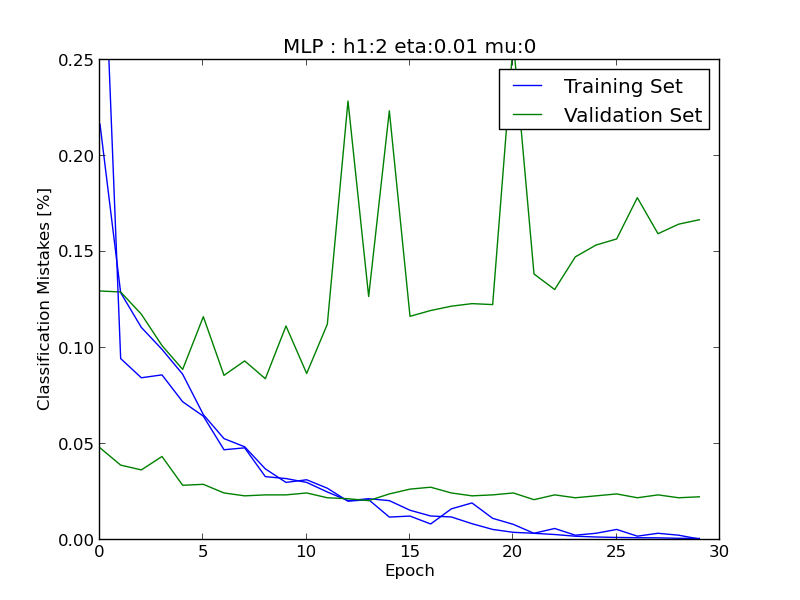 MLP : h1:2 eta:0.01 mu:0
0.25
0.20
0.15
0.10
0.05
0.00
Classification Mistakes [%]
Training Set
Validation Set
0 5 10 15 20 25 30
Epoch